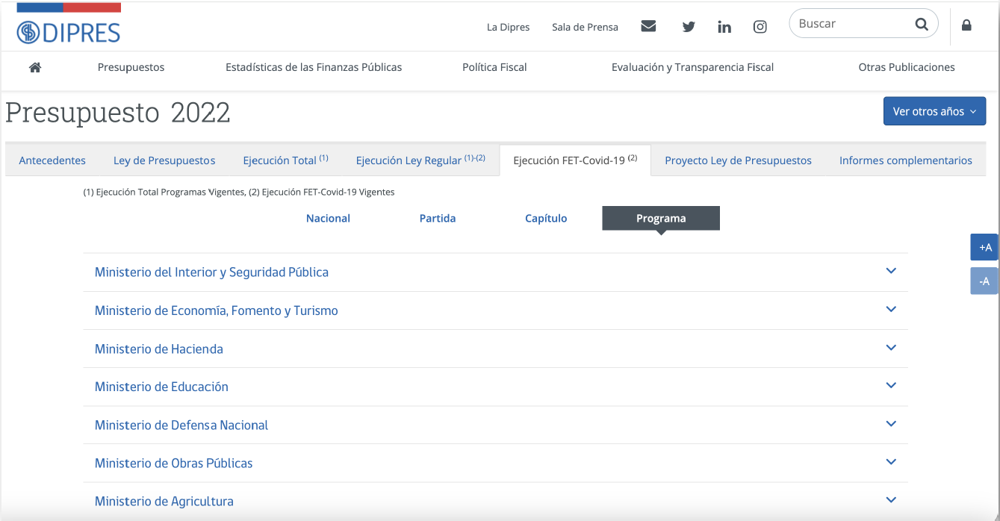 DIPRES
La Dipres Sala de Prensa Buscar
Presupuestos Estadísticas de las Finanzas Públicas Política Fiscal Evaluación y Transparencia Fiscal Otras Publicaciones
Presupuesto 2022 Ver otros años
Antecedentes Ley de Presupuestos Ejecución Total (1) Ejecución Ley Regular (1)-(2) Ejecución FET-Covid-19 (2) Proyecto Ley de Presupuestos Informes complementarios
(1) Ejecución Total Programas Vigentes, (2) Ejecución FET-Covid-19 Vigentes
Nacional Partida Capítulo Programa
+A
Ministerio del Interior y Seguridad Pública
-A
Ministerio de Economía, Fomento y Turismo
Ministerio de Hacienda
Ministerio de Educación
Ministerio de Defensa Nacional
Ministerio de Obras Públicas
Ministerio de Agricultura